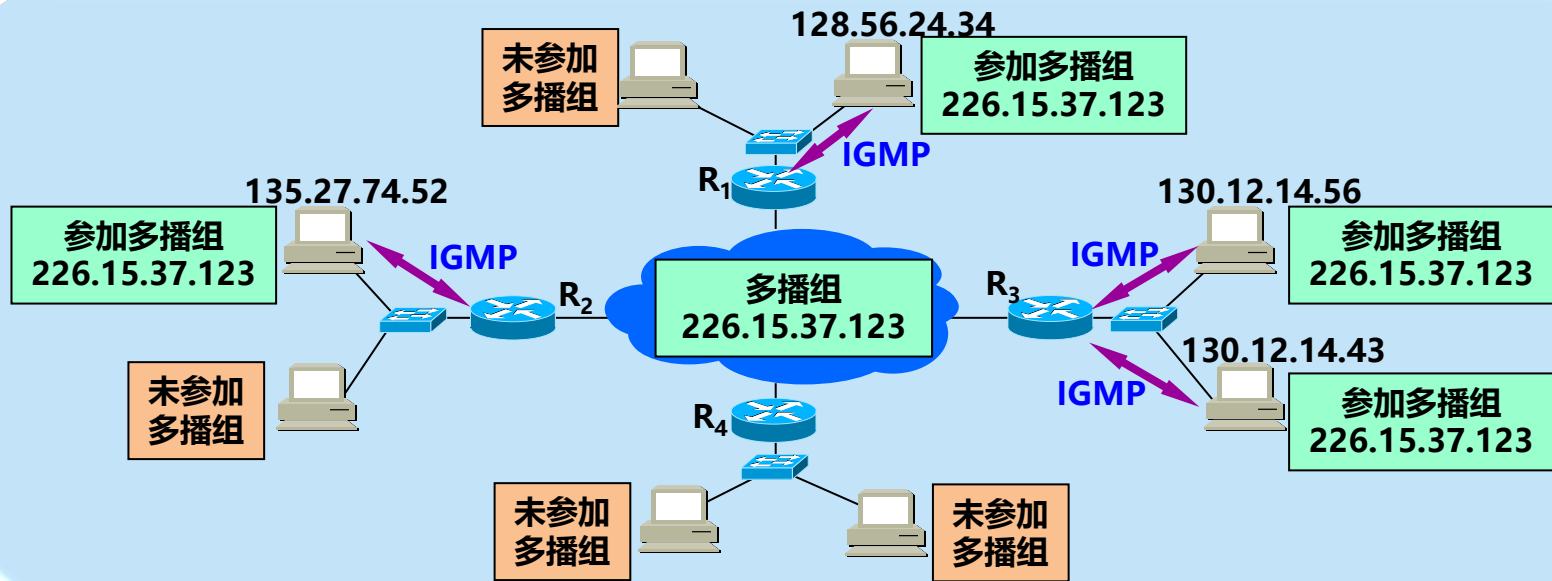 128.56.24.34
未参加
多播组
参加多播组
226.15.37.123
IGMP
R1
135.27.74.52
参加多播组
226.15.37.123
IGMP
R2
未参加
多播组
多播组
226.15.37.123
R3
130.12.14.56
IGMP
参加多播组
226.15.37.123
130.12.14.43
IGMP
参加多播组
226.15.37.123
R4
未参加
多播组
未参加
多播组